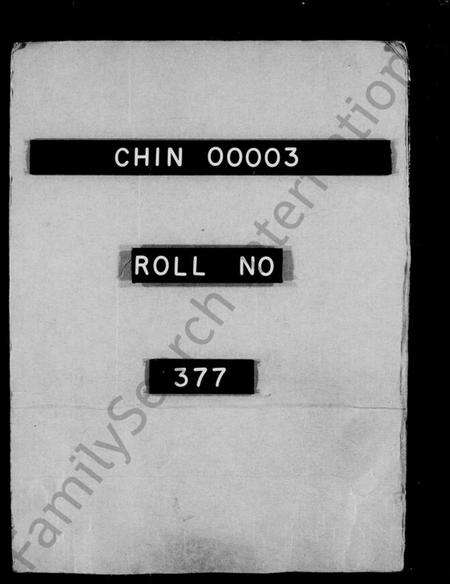 CHIN 00003
ROLL NO
377
FamilySearch International